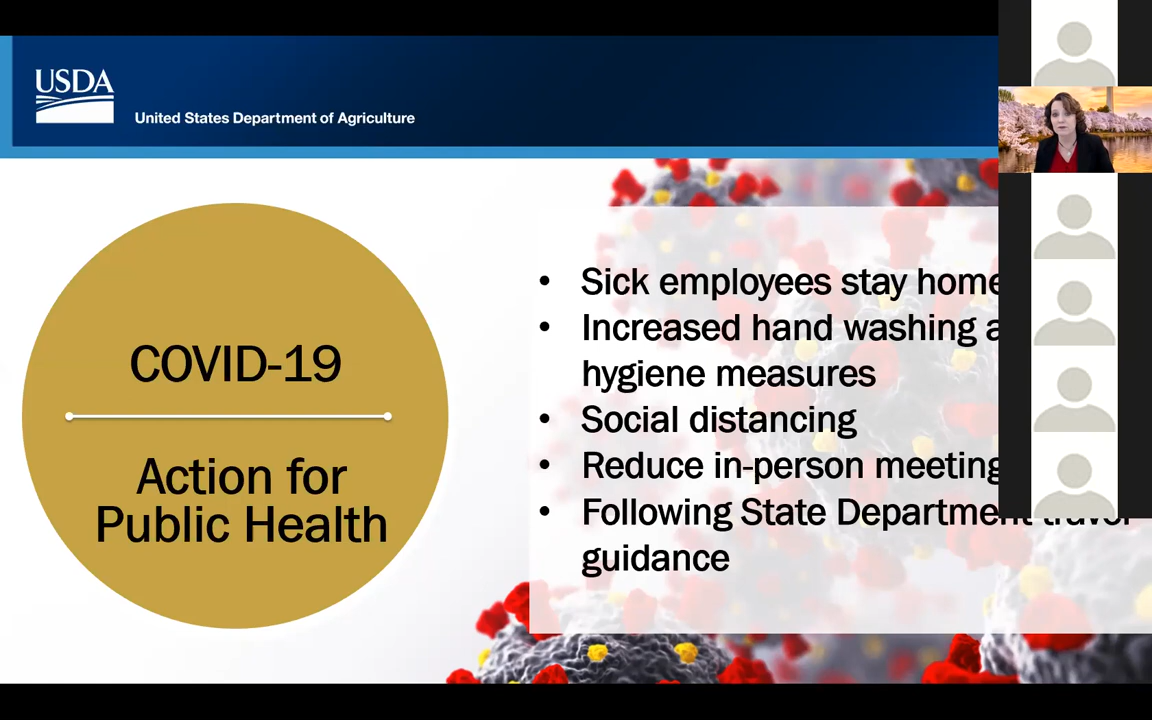 USDA
United States Department of Agriculture
COVID-19
Action for
Public Health
• Sick employees stay home
• Increased hand washing
hygiene measures
• Social distancing
• Reduce in-person meeting
• Following State Department travel
guidance